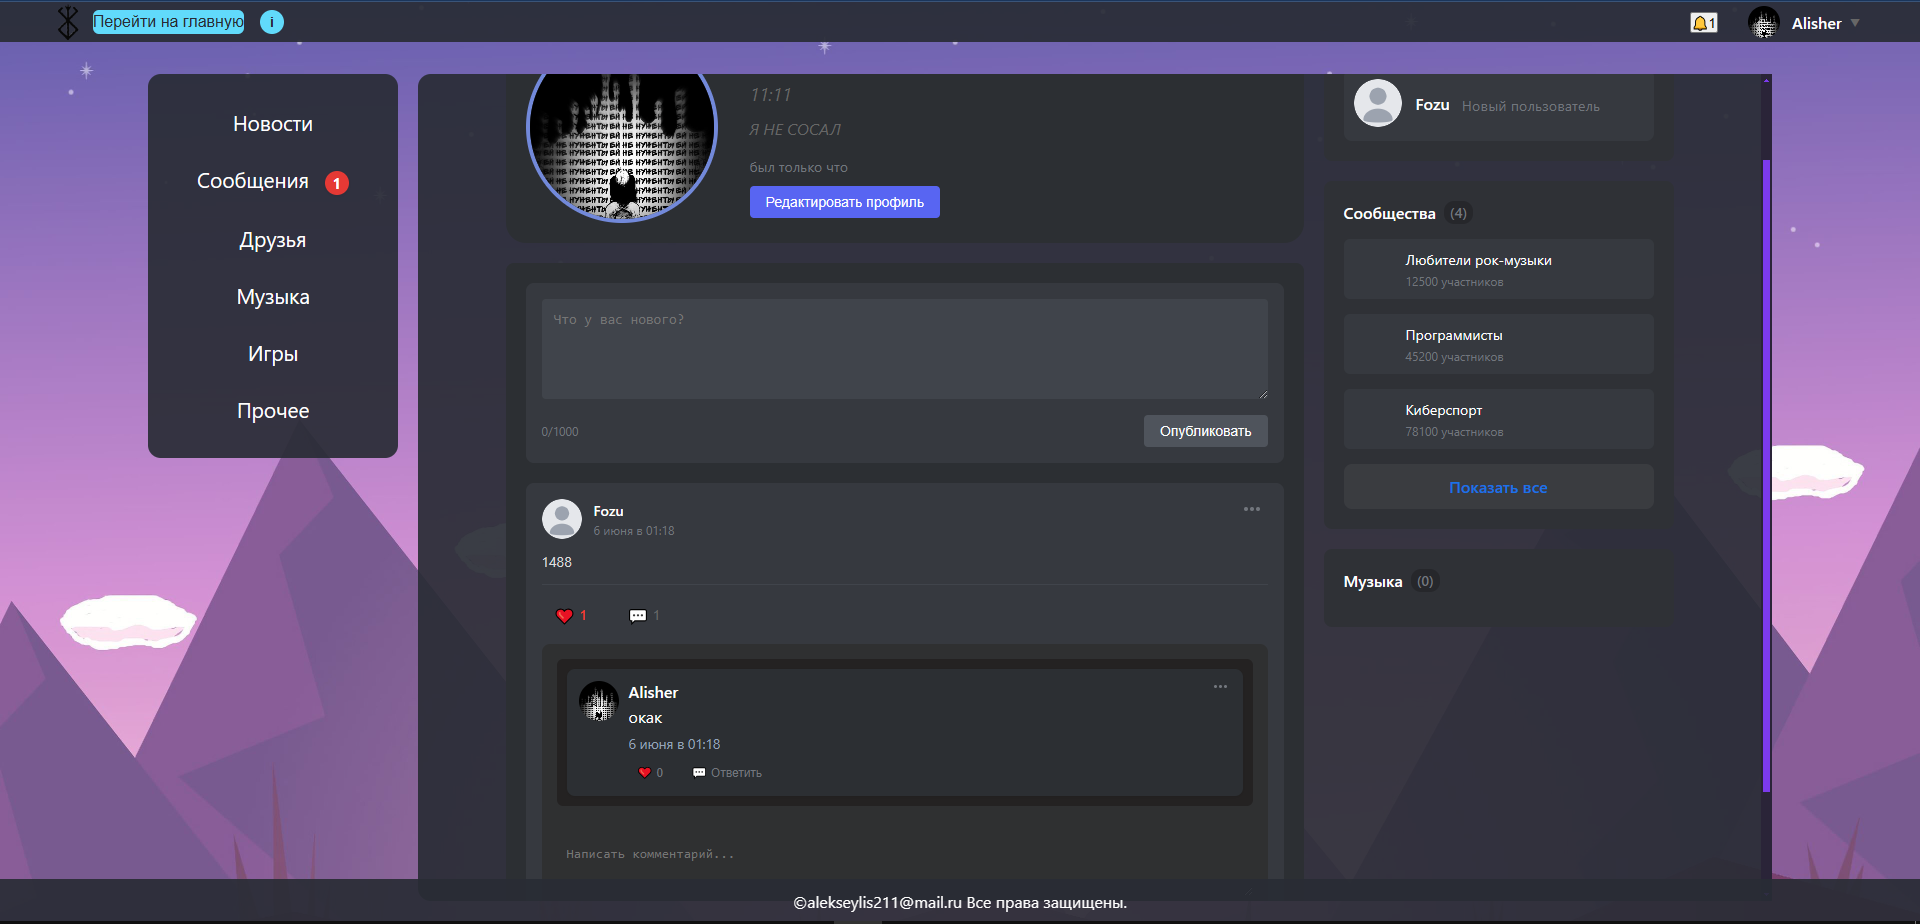 Перейти на главную
i
1
Alisher
Новости
Сообщения 1
Друзья
Музыка
Игры
Прочее
11:11
Я НЕ СОСАЛ
был только что
Редактировать профиль
Что у вас нового?
0/1000
Опубликовать
Fozu
6 июня в 01:18
1488
1
1
Alisher
окак
6 июня в 01:18
0
Ответить
Написать комментарий...
Fozu Новый пользователь
Сообщества (4)
Любители рок-музыки
12500 участников
Программисты
45200 участников
Киберспорт
78100 участников
Показать все
Музыка (0)
©alekseylis211@mail.ru Все права защищены.